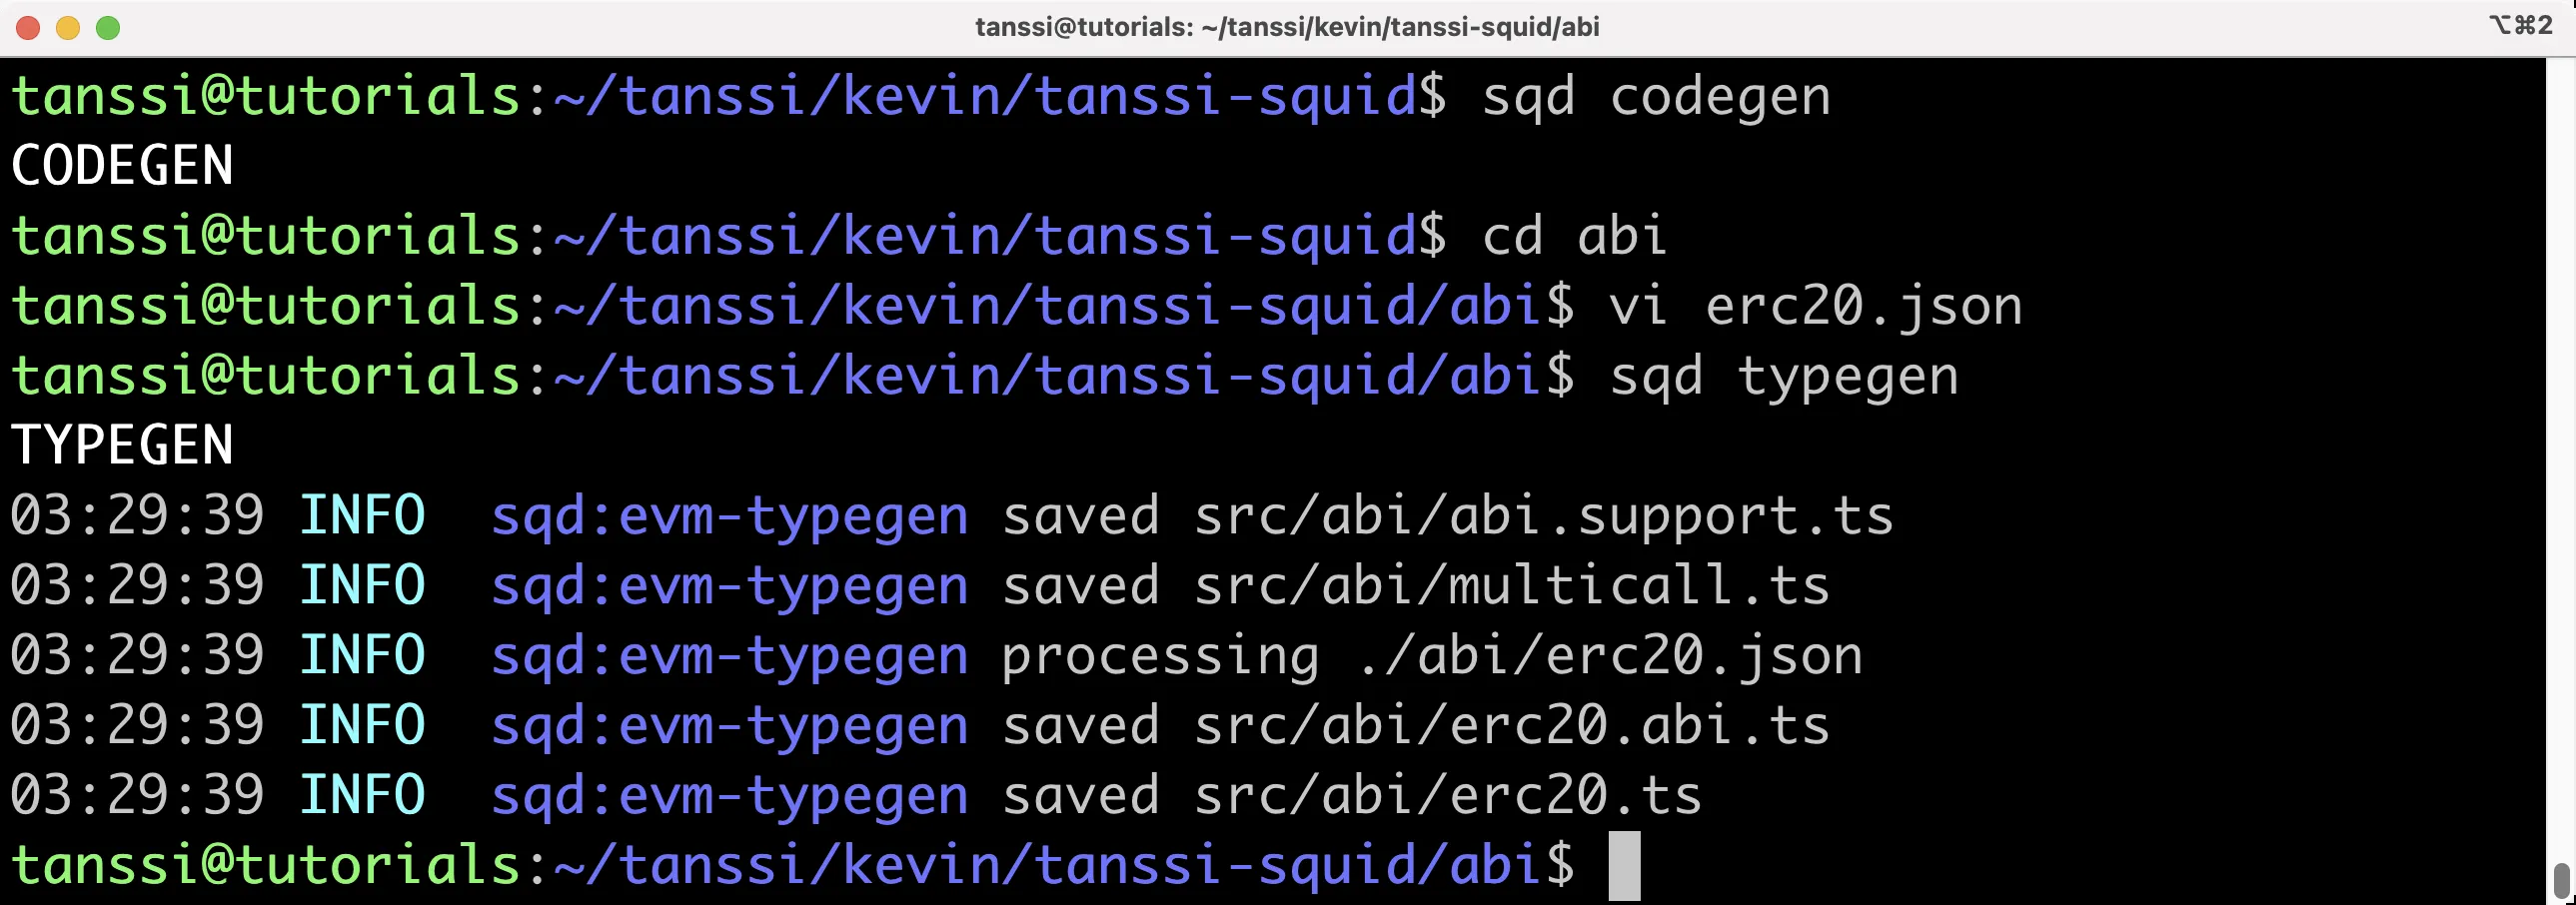 tanssi@tutorials: ~/tanssi/kevin/tanssi-squid/abi
⌥⌘2
tanssi@tutorials:~/tanssi/kevin/tanssi-squid$ sqd codegen
CODEGEN
tanssi@tutorials:~/tanssi/kevin/tanssi-squid$ cd abi
tanssi@tutorials:~/tanssi/kevin/tanssi-squid/abi$ vi erc20.json
tanssi@tutorials:~/tanssi/kevin/tanssi-squid/abi$ sqd typegen
TYPEGEN
03:29:39 INFO  sqd:evm-typegen saved src/abi/abi.support.ts
03:29:39 INFO  sqd:evm-typegen saved src/abi/multicall.ts
03:29:39 INFO  sqd:evm-typegen processing ./abi/erc20.json
03:29:39 INFO  sqd:evm-typegen saved src/abi/erc20.abi.ts
03:29:39 INFO  sqd:evm-typegen saved src/abi/erc20.ts
tanssi@tutorials:~/tanssi/kevin/tanssi-squid/abi$